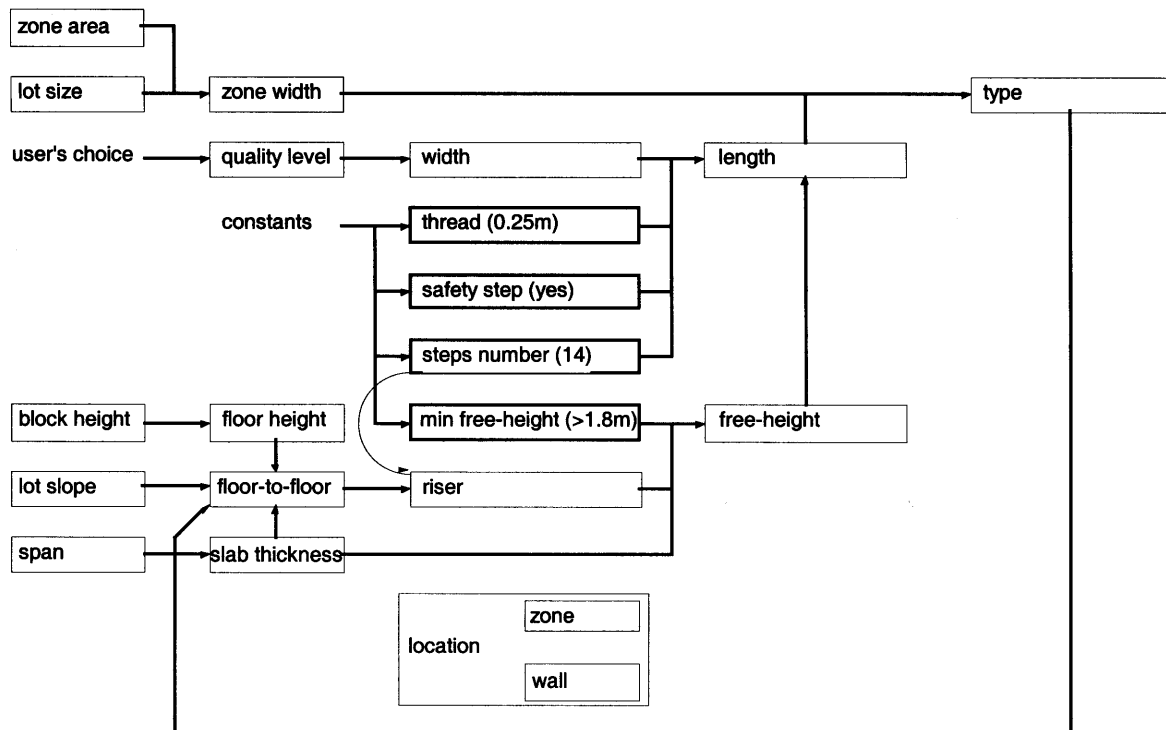 zone area
lot size
zone width
type
user's choice
quality level
width
length
constants
thread (0.25m)
safety step (yes)
steps number (14)
block height
floor height
min free-height (>1.8m)
free-height
lot slope
floor-to-floor
riser
span
slab thickness
zone
location
wall